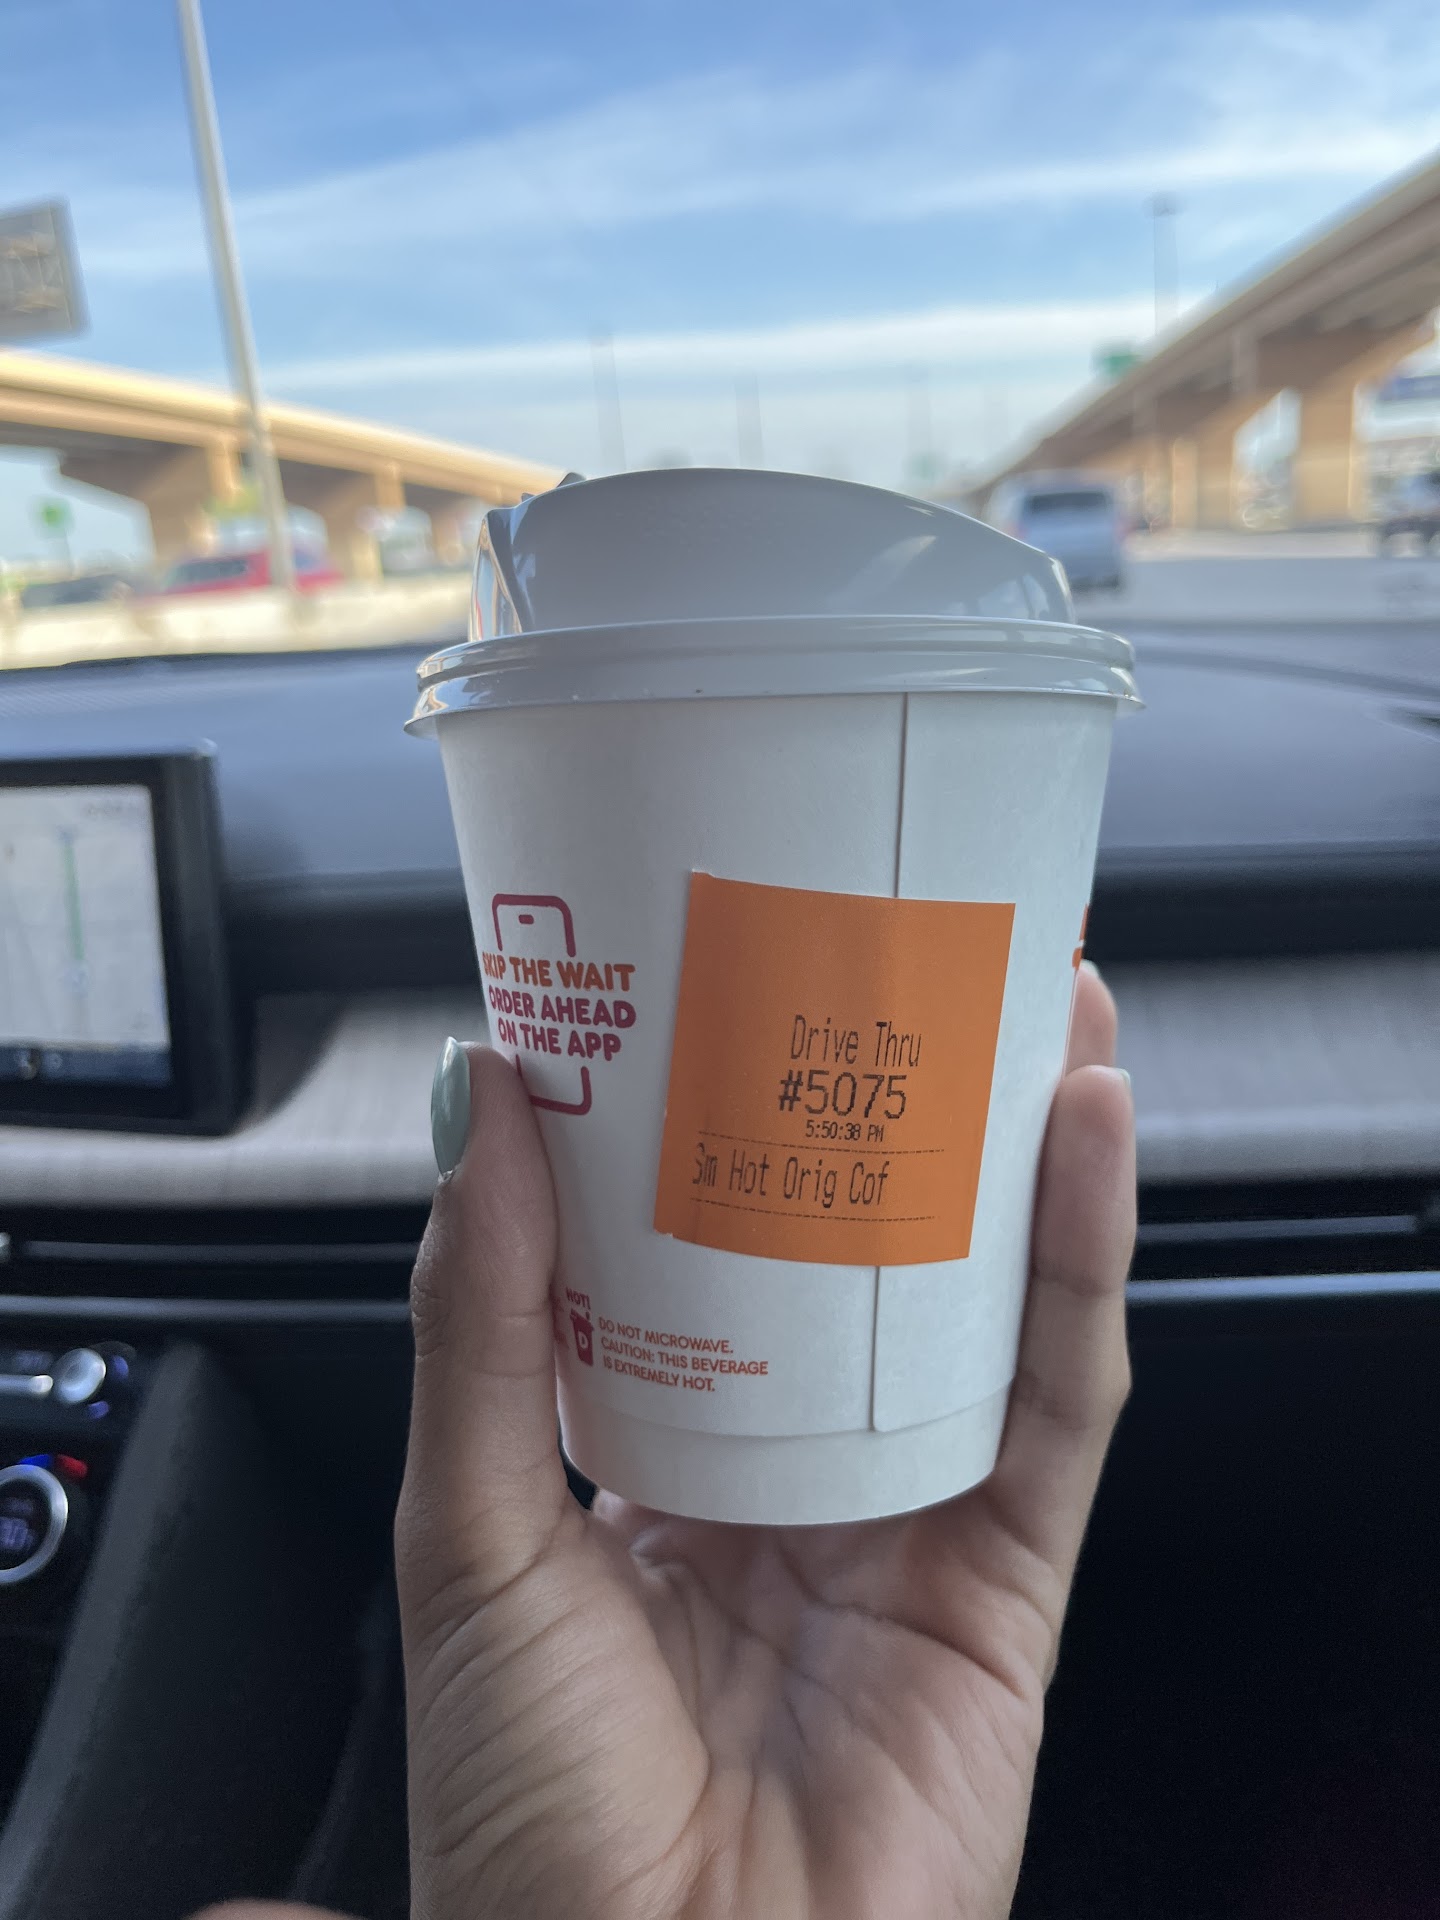 SKIP THE WAIT
ORDER AHEAD
ON THE APP
Drive Thru
#5075
5:50:38 PM
Sm Hot Orig Cof
HOT!
D
DO NOT MICROWAVE.
CAUTION: THIS BEVERAGE
IS EXTREMELY HOT.